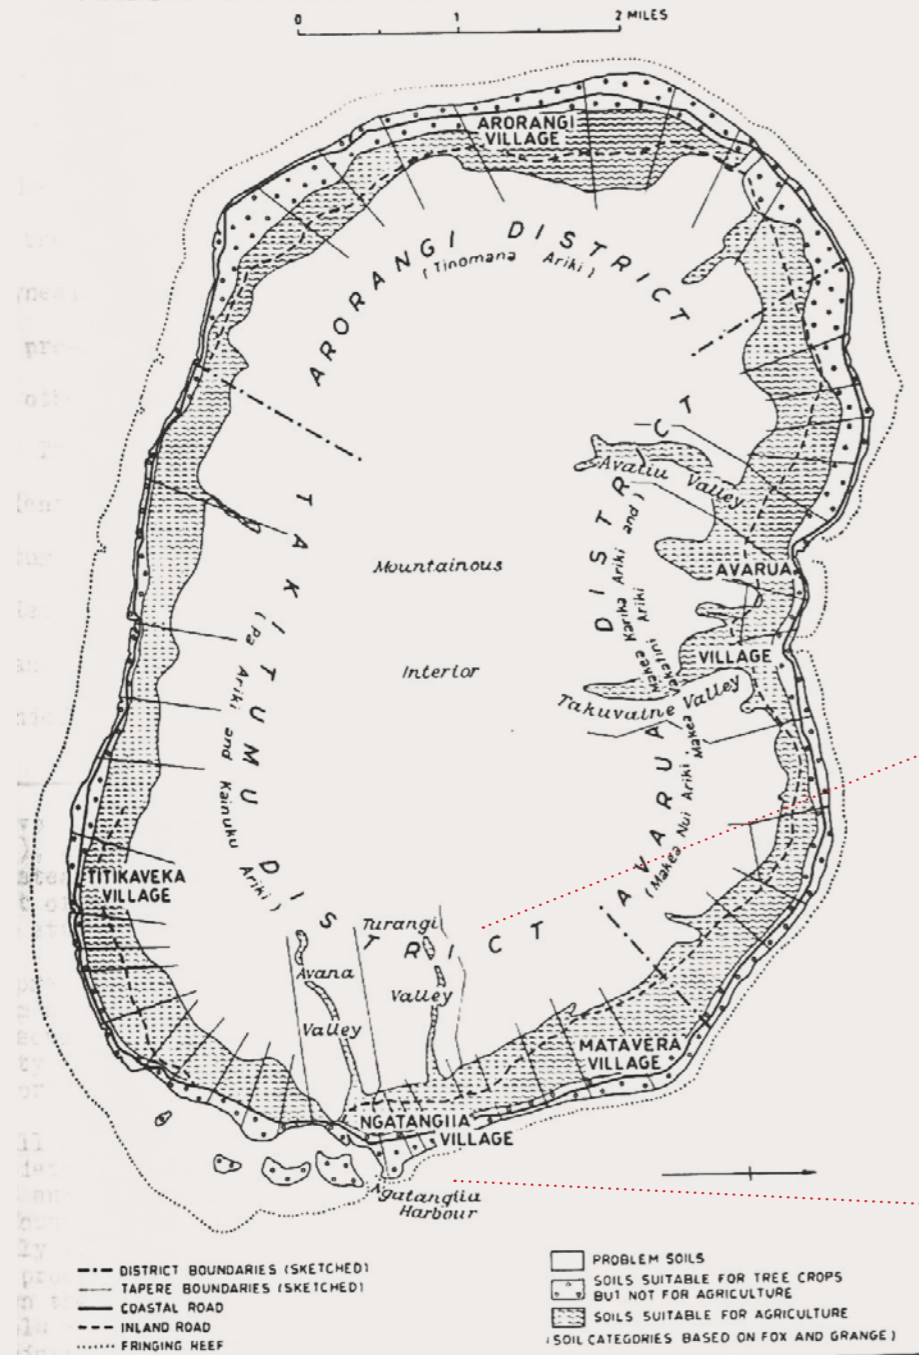 0 1 2 MILES
ARORANGI
VILLAGE
ARORANGI DISTRICT
(Tinomana Ariki)
Avatiu Valley
AVARUA
VILLAGE
Takuvaine Valley
AVARUA DISTRICT
(Makea Nui Ariki, Makea Vakatini Ariki
Makea Karika Ariki and)
Mountainous
Interior
TAKITUMU DISTRICT
(Pa Ariki and Kainuku Ariki)
TITIKAVEKA
VILLAGE
Turangi
Valley
Avana
Valley
MATAVERA
VILLAGE
NGATANGIIA
VILLAGE
Ngatangiia
Harbour
DISTRICT BOUNDARIES (SKETCHED)
TAPERE BOUNDARIES (SKETCHED)
COASTAL ROAD
INLAND ROAD
FRINGING REEF
PROBLEM SOILS
SOILS SUITABLE FOR TREE CROPS
BUT NOT FOR AGRICULTURE
SOILS SUITABLE FOR AGRICULTURE
(SOIL CATEGORIES BASED ON FOX AND GRANGE)